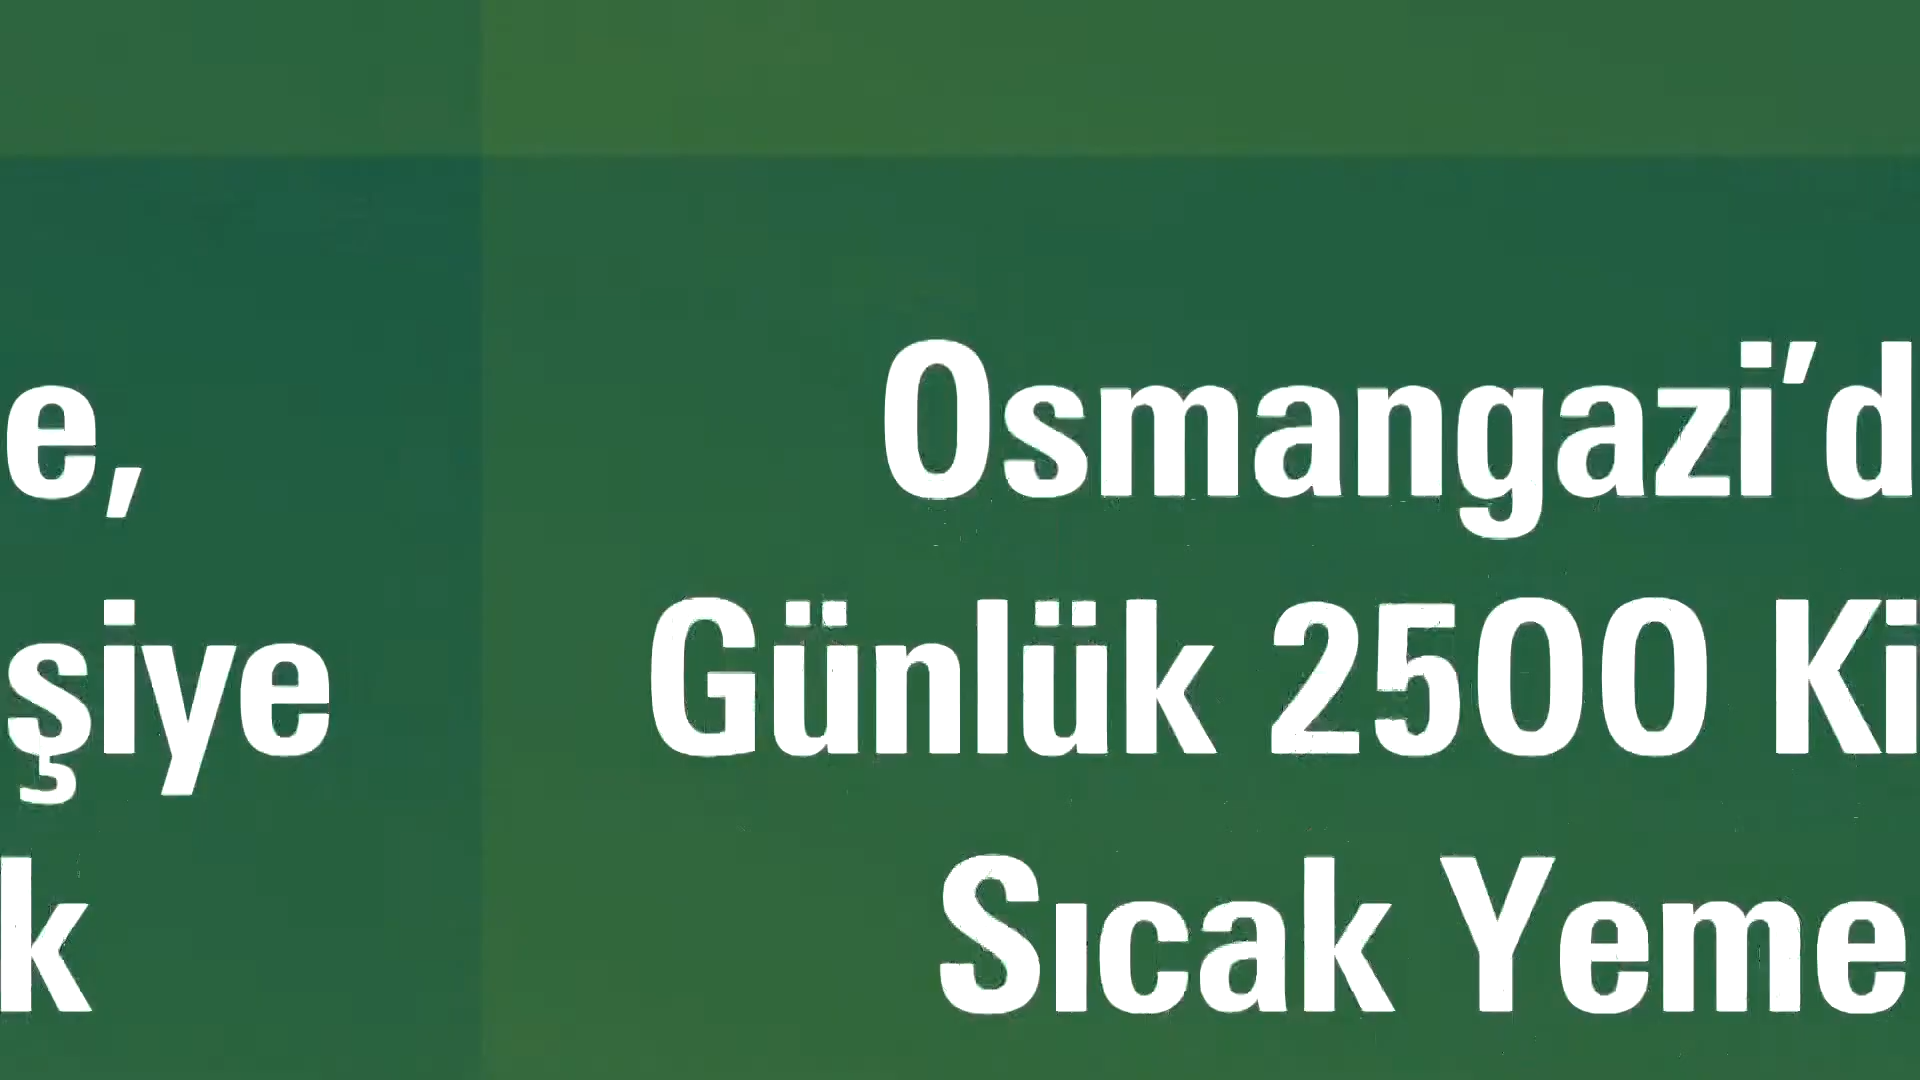 e, Osmangazi’d
şiye Günlük 2500 Ki
k Sıcak Yeme